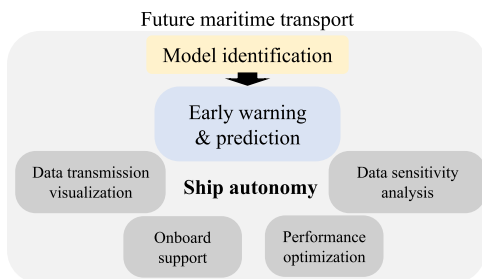 Future maritime transport
Model identification
Early warning
& prediction
Data transmission
visualization
Ship autonomy
Data sensitivity
analysis
Onboard
support
Performance
optimization